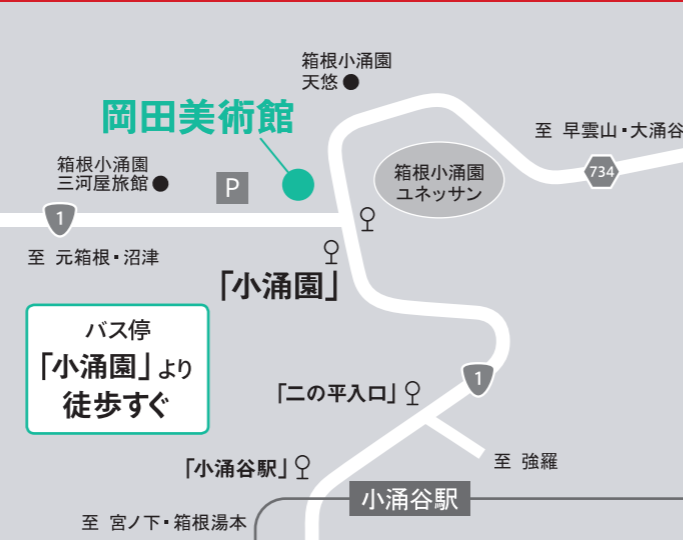 箱根小涌園
天悠
岡田美術館
至 早雲山・大涌谷
箱根小涌園
三河屋旅館
P
箱根小涌園
ユネッサン
734
1
至 元箱根・沼津
「小涌園」
バス停
「小涌園」より
徒歩すぐ
1
「二の平入口」
「小涌谷駅」
至 強羅
小涌谷駅
至 宮ノ下・箱根湯本